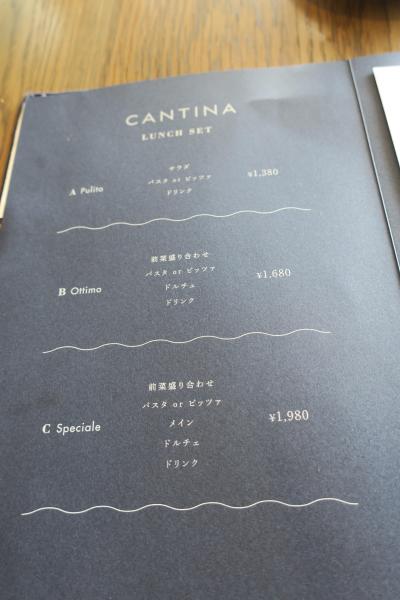 CANTINA
LUNCH SET
A Pulito
サラダ
パスタ or ピッツァ
ドリンク
¥1,380
B Ottimo
前菜盛り合わせ
パスタ or ピッツァ
ドルチェ
ドリンク
¥1,680
C Speciale
前菜盛り合わせ
パスタ or ピッツァ
メイン
ドルチェ
ドリンク
¥1,980